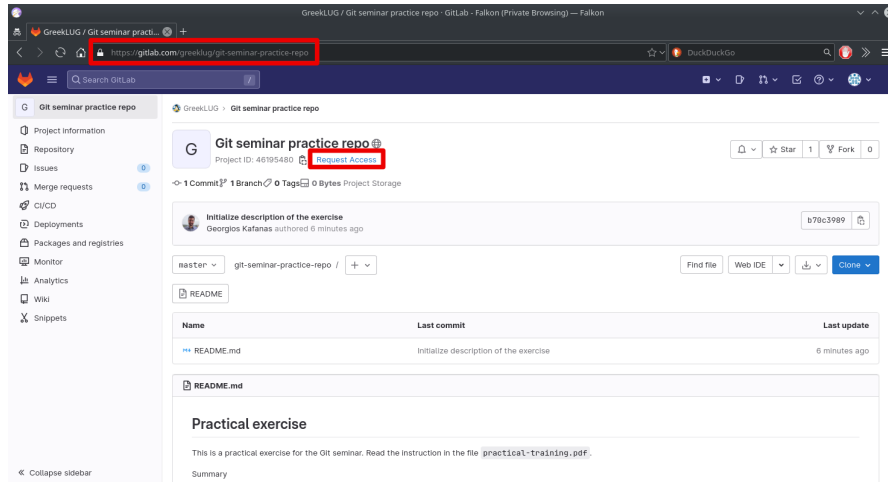 GreekLUG / Git seminar practice repo · GitLab - Falkon (Private Browsing) — Falkon
GreekLUG / Git seminar practi...
https://gitlab.com/greeklug/git-seminar-practice-repo
DuckDuckGo
Search GitLab
/
G Git seminar practice repo
Project information
Repository
Issues 0
Merge requests 0
CI/CD
Deployments
Packages and registries
Monitor
Analytics
Wiki
Snippets
Collapse sidebar
GreekLUG > Git seminar practice repo
G
Git seminar practice repo
Project ID: 46195480 Request Access
Star 1 Fork 0
1 Commit 1 Branch 0 Tags 0 Bytes Project Storage
Initialize description of the exercise
Georgios Kafanas authored 6 minutes ago
b70c3989
master git-seminar-practice-repo / +
Find file Web IDE Clone
README
Name Last commit Last update
README.md Initialize description of the exercise 6 minutes ago
README.md
Practical exercise
This is a practical exercise for the Git seminar. Read the instruction in the file practical-training.pdf.
Summary